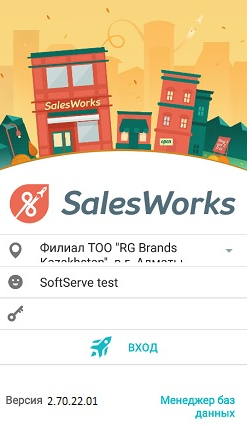 SalesWorks
open
SalesWorks
Филиал ТОО "RG Brands
Kazakhstan" в г. Алматы
SoftServe test
ВХОД
Версия 2.70.22.01
Менеджер баз
данных